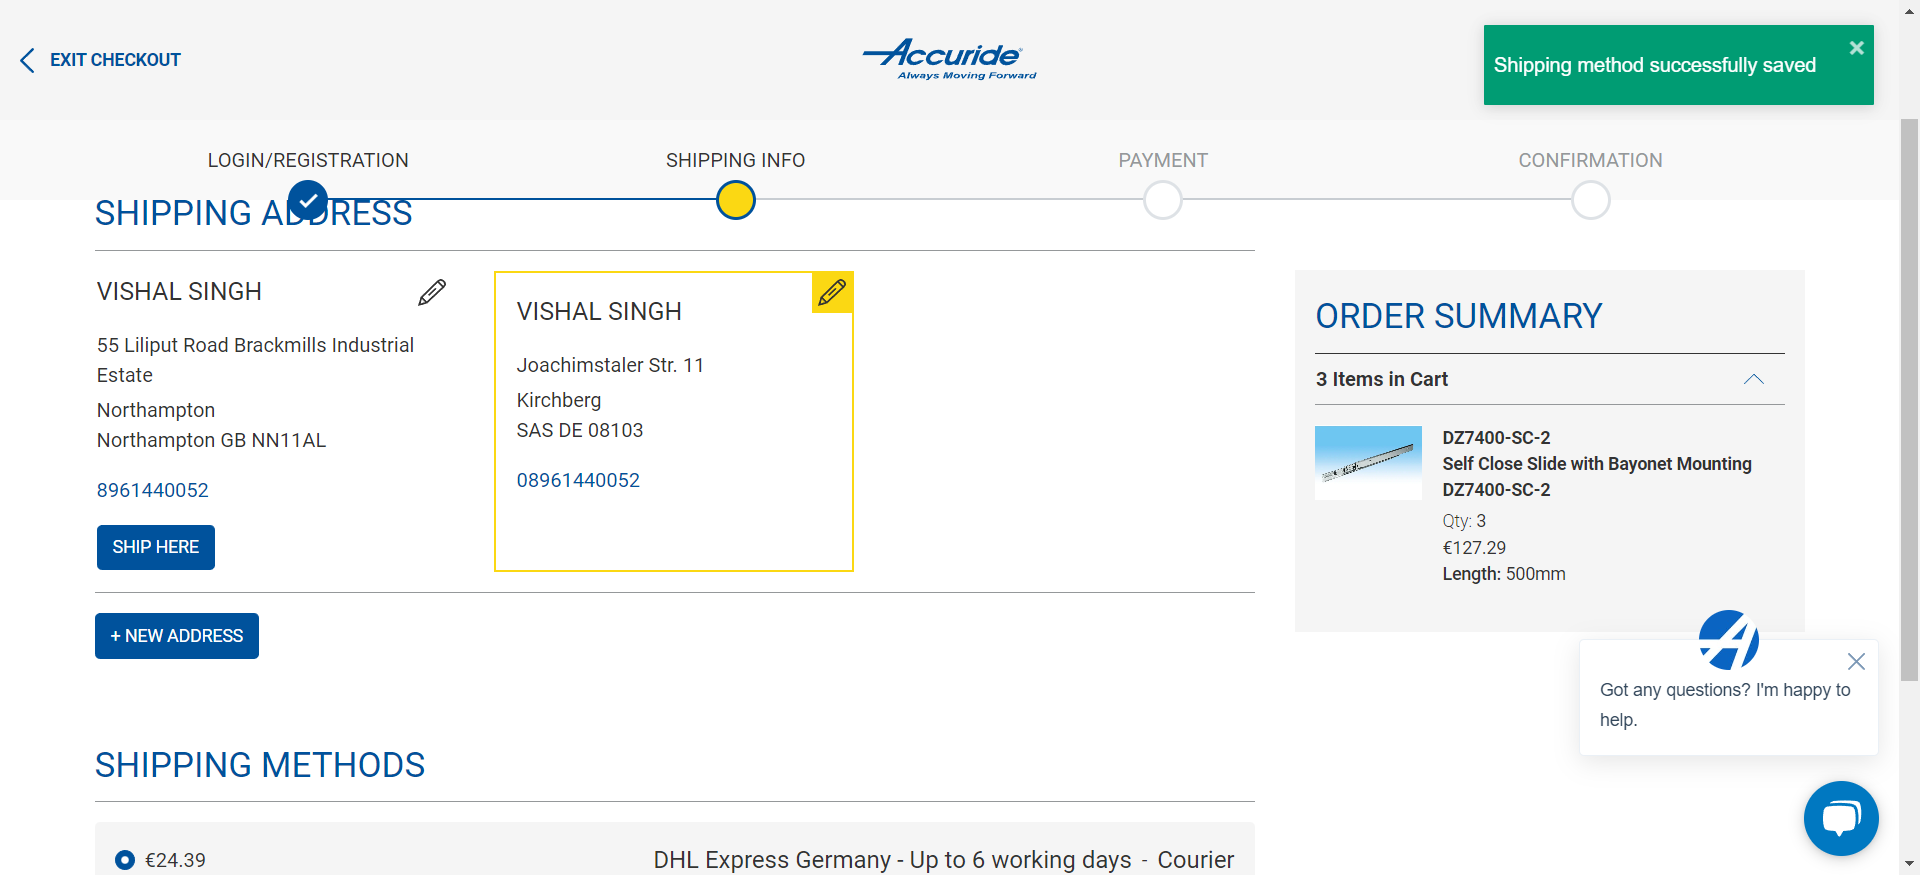 EXIT CHECKOUT
Accuride®
Always Moving Forward
Shipping method successfully saved
LOGIN/REGISTRATION
SHIPPING INFO
PAYMENT
CONFIRMATION
SHIPPING ADDRESS
VISHAL SINGH
55 Liliput Road Brackmills Industrial
Estate
Northampton
Northampton GB NN11AL
8961440052
SHIP HERE
VISHAL SINGH
Joachimstaler Str. 11
Kirchberg
SAS DE 08103
08961440052
+ NEW ADDRESS
ORDER SUMMARY
3 Items in Cart
DZ7400-SC-2
Self Close Slide with Bayonet Mounting
DZ7400-SC-2
Qty: 3
€127.29
Length: 500mm
Got any questions? I'm happy to
help.
SHIPPING METHODS
€24.39
DHL Express Germany - Up to 6 working days - Courier